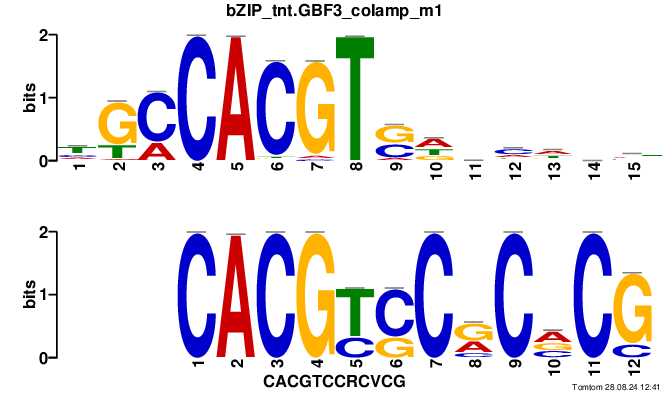 bZIP_tnt.GBF3_colamp_m1
2
1
0
bits
1 2 3 4 5 6 7 8 9 10 11 12 13 14 15
2
1
0
bits
1 2 3 4 5 6 7 8 9 10 11 12
CACGTCCRCVCG
Tomtom 28.08.24 12:41